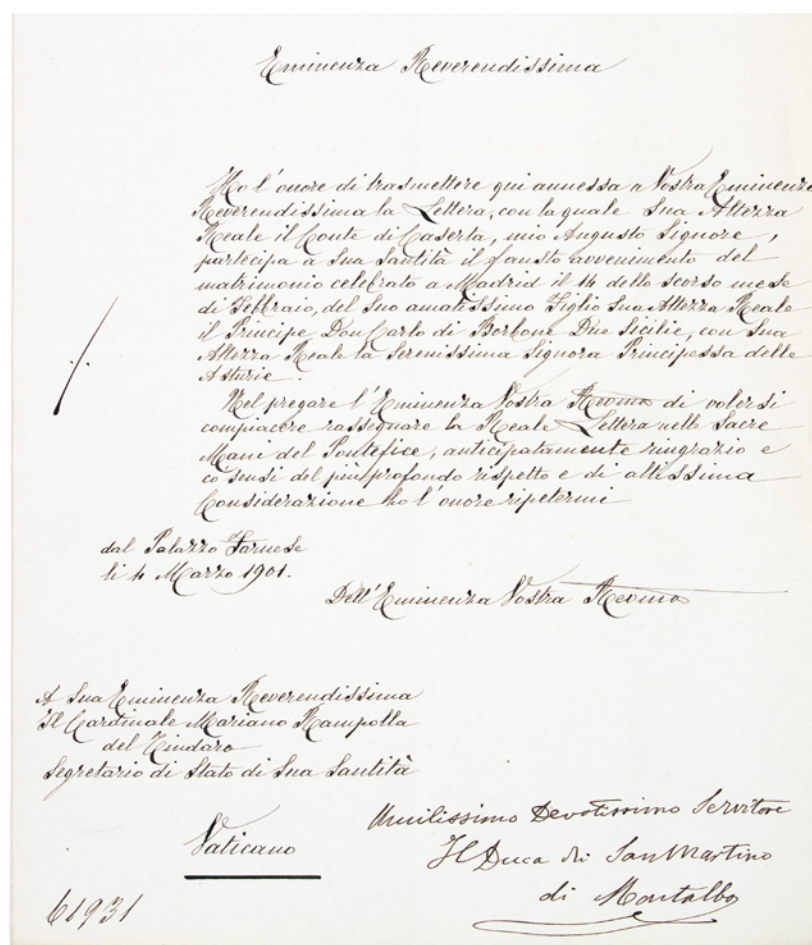 Eminenza Reverendissima
Ho l'onore di trasmettere qui annessa a Vostra Eminenza
Reverendissima la Lettera, con la quale Sua Altezza
Reale il Conte di Caserta, mio Augusto Signore,
partecipa a Sua Santità il fausto avvenimento del
matrimonio celebrato a Madrid il 14 dello scorso mese
di Febbraio, del Suo amatissimo Figlio Sua Altezza Reale
il Principe Don Carlo di Borbone Due Sicilie, con Sua
Altezza Reale la Serenissima Signora Principessa delle
Asturie.
Nel pregare l'Eminenza Vostra Revma di volersi
compiacere rassegnare la Reale Lettera nelle Sacre
Mani del Pontefice, anticipatamente ringrazio e
co' sensi del più profondo rispetto e di altissima
Considerazione ho l'onore ripetermi
dal Palazzo Farnese
li 4 Marzo 1901.
Dell'Eminenza Vostra Revma
A Sua Eminenza Reverendissima
Il Cardinale Mariano Rampolla
del Tindaro
Segretario di Stato di Sua Santità
Vaticano
Umilissimo Devotissimo Servitore
Il Duca di San Martino
di Montalbo
61931